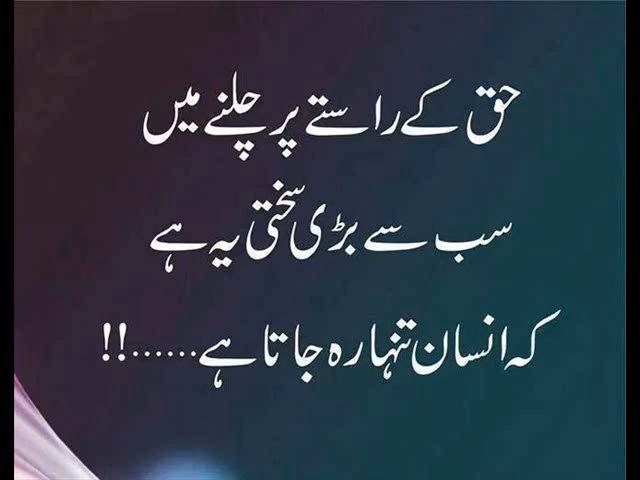 حق کے راستے پر چلنے میں
سب سے بڑی سختی یہ ہے
کہ انسان تنہا رہ جاتا ہے......!!